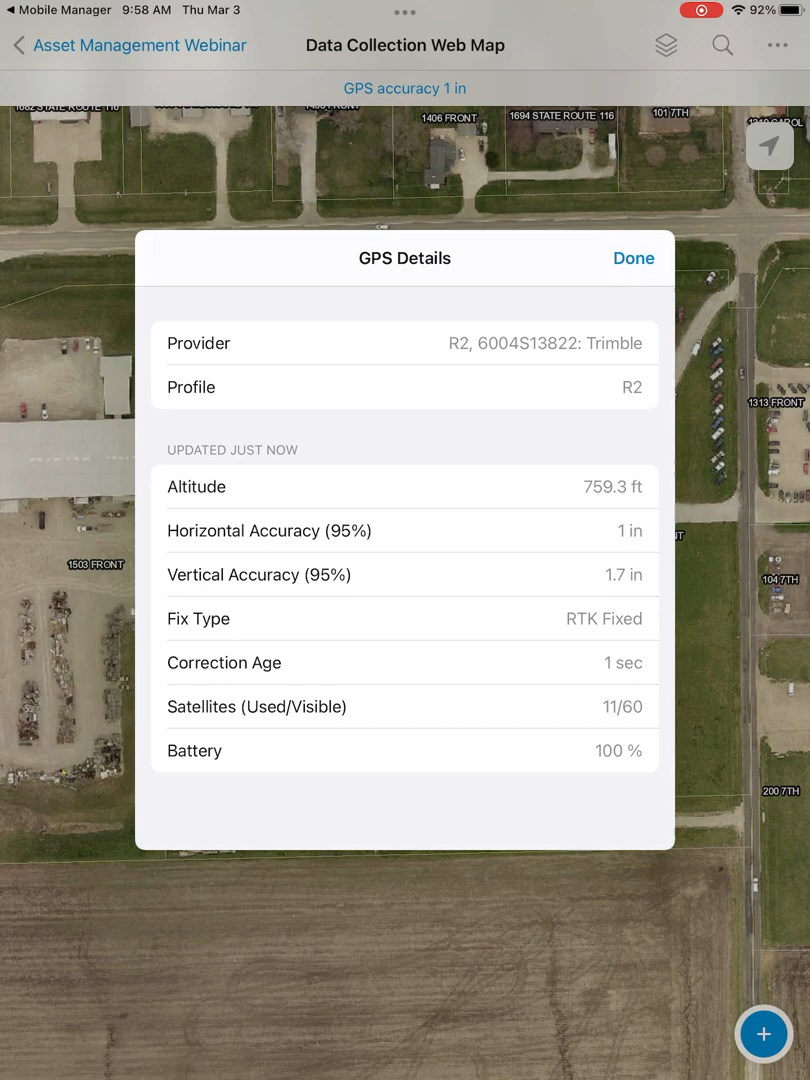 Mobile Manager 9:58 AM Thu Mar 3 92%
Asset Management Webinar Data Collection Web Map
GPS accuracy 1 in
1682 STATE ROUTE 116
1406 FRONT
1694 STATE ROUTE 116
101 7TH
GPS Details Done
Provider R2, 6004S13822: Trimble
Profile R2
1313 FRONT
UPDATED JUST NOW
Altitude 759.3 ft
Horizontal Accuracy (95%) 1 in
1503 FRONT
Vertical Accuracy (95%) 1.7 in
104 7TH
Fix Type RTK Fixed
Correction Age 1 sec
Satellites (Used/Visible) 11/60
Battery 100 %
200 7TH